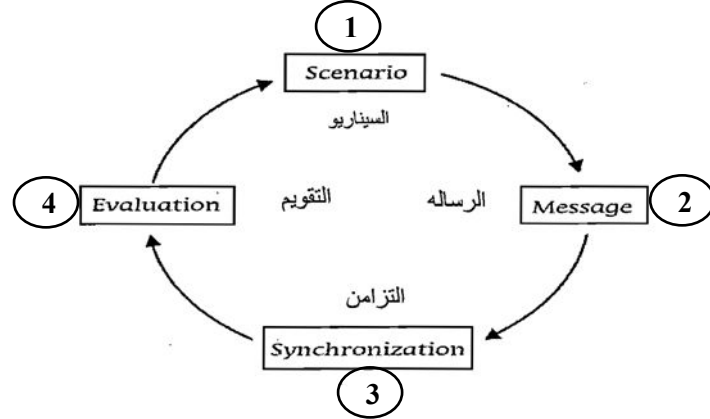 1
Scenario
السيناريو
4
Evaluation
التقويم
الرساله
Message
2
التزامن
Synchronization
3